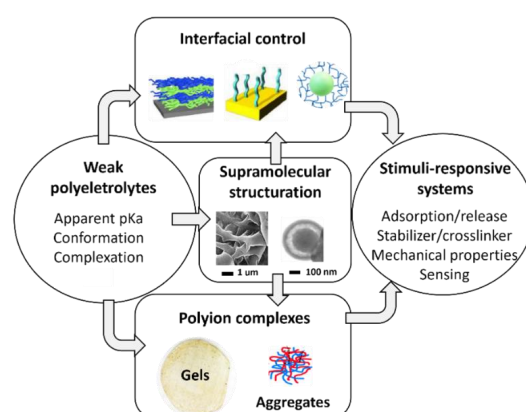 Interfacial control
Weak
polyeletrolytes
Apparent pKa
Conformation
Complexation
Supramolecular
structuration
1 um
100 nm
Stimuli-responsive
systems
Adsorption/release
Stabilizer/crosslinker
Mechanical properties
Sensing
Polyion complexes
Gels
Aggregates